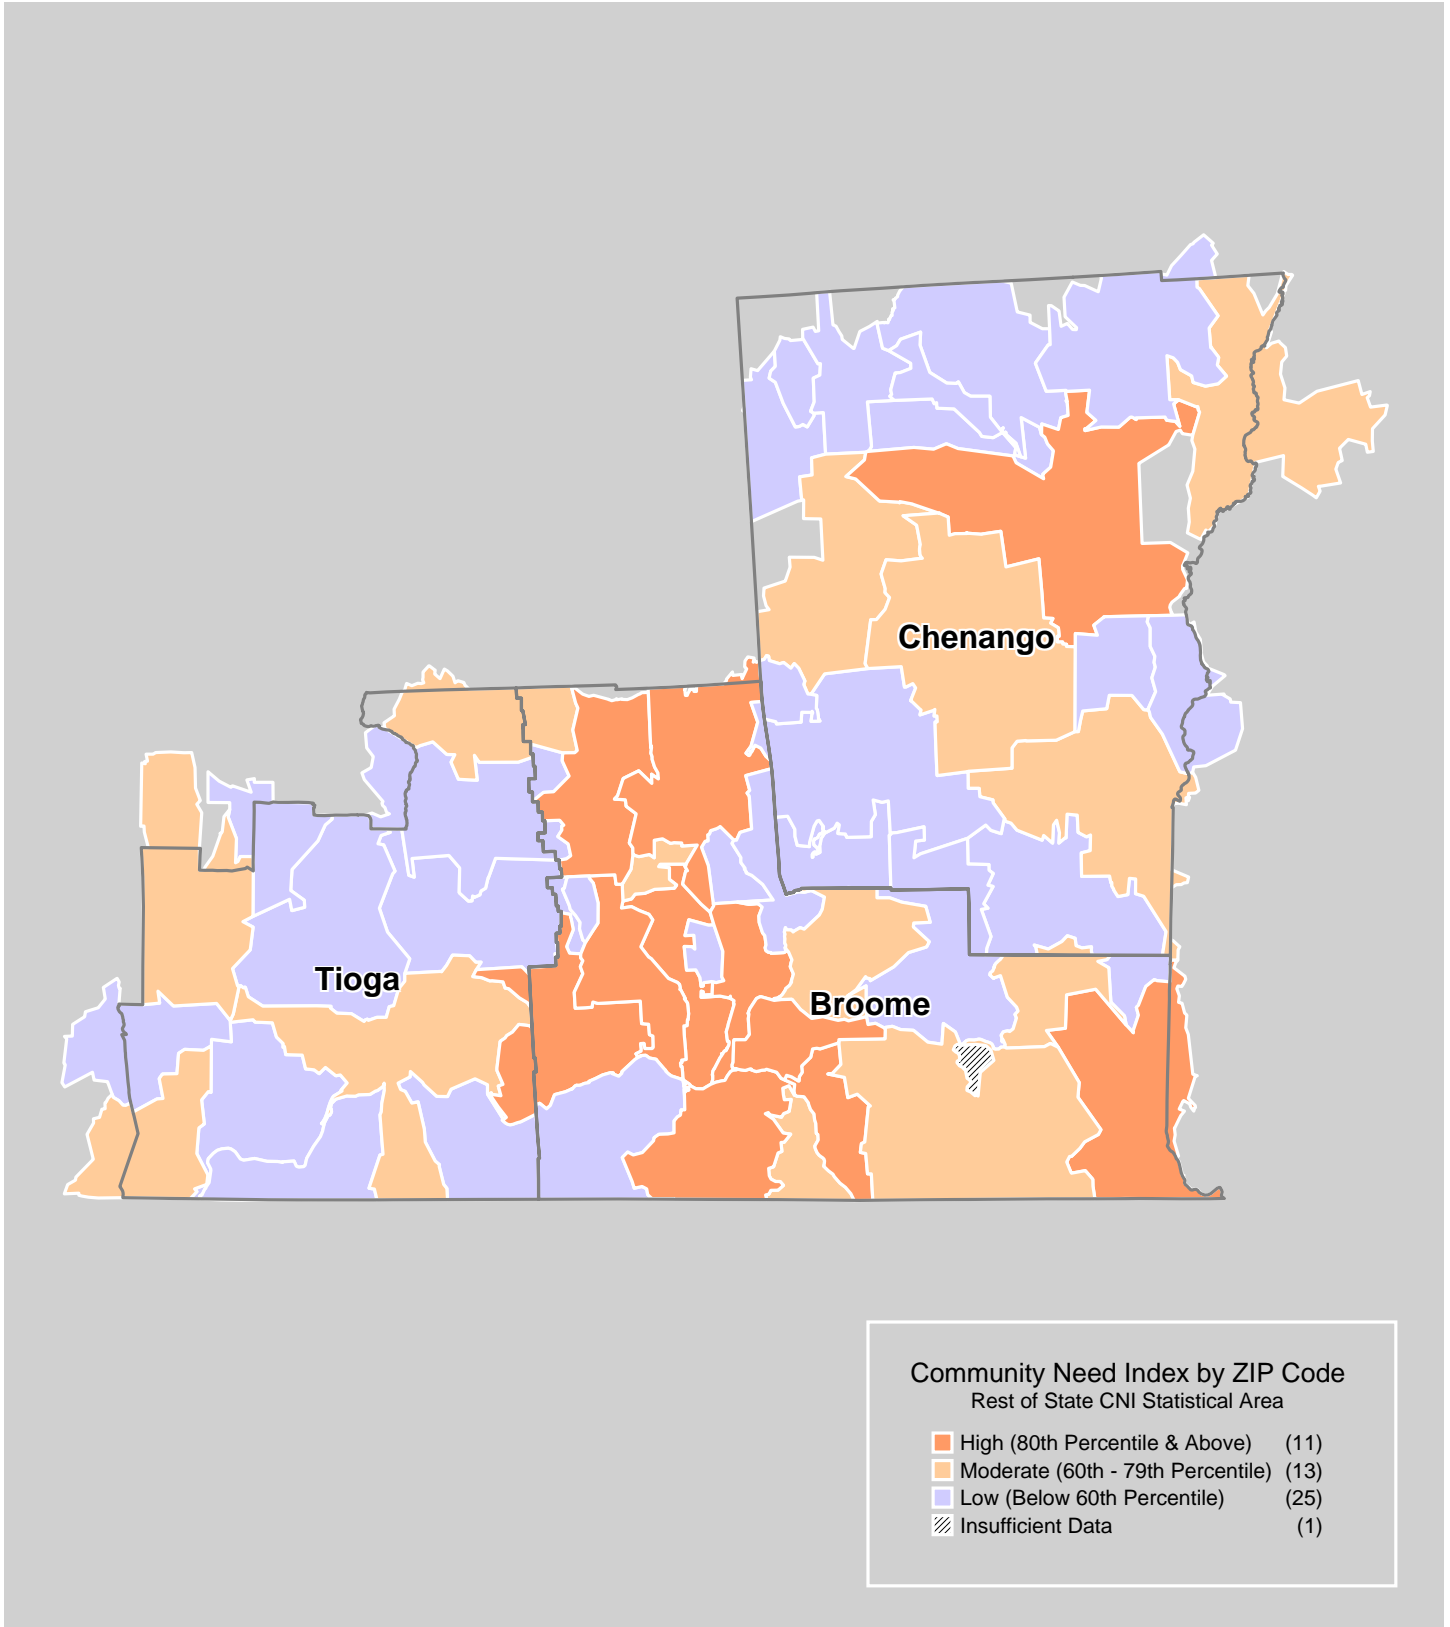 Chenango
Tioga
Broome
Community Need Index by ZIP Code
Rest of State CNI Statistical Area
High (80th Percentile & Above) (11)
Moderate (60th - 79th Percentile) (13)
Low (Below 60th Percentile) (25)
Insufficient Data (1)